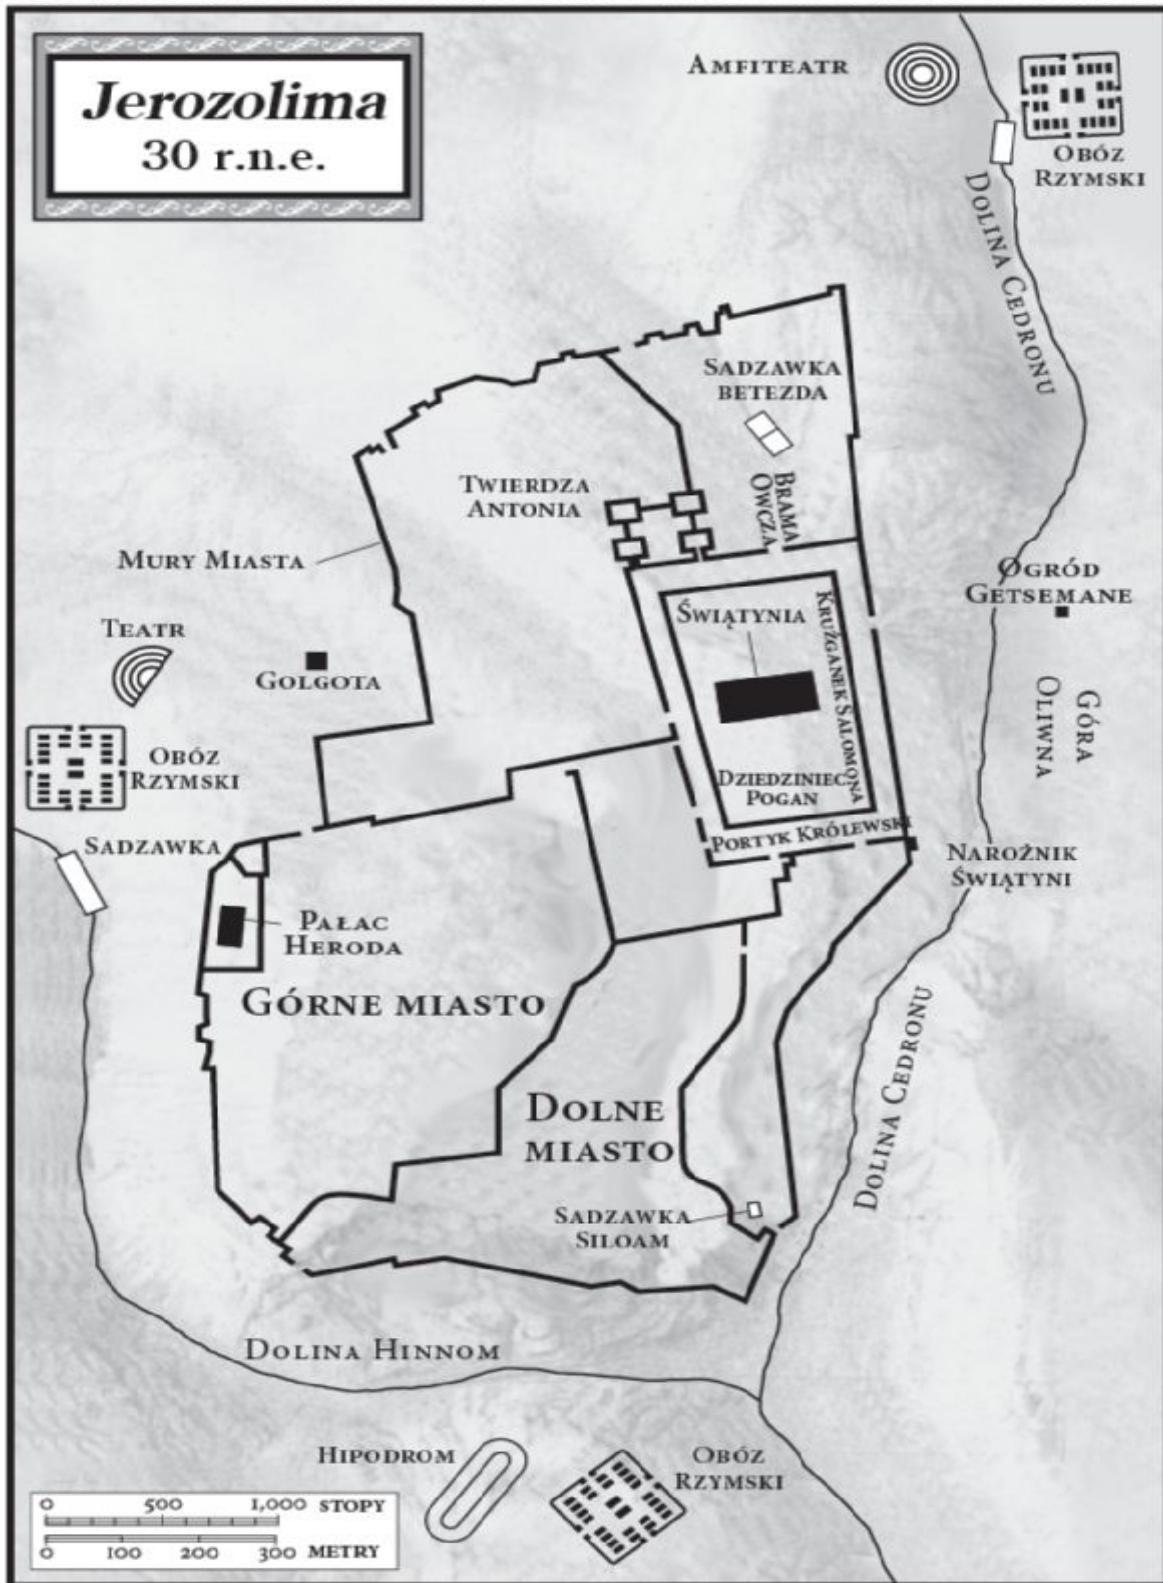 Jerozolima
30 r.n.e.
AMFITEATR
OBÓZ
RZYMSKI
DOLINA CEDRONU
SADZAWKA
BETEZDA
TWIERDZA
ANTONIA
BRAMA
OWCZA
MURY MIASTA
OGRÓD
GETSEMANE
ŚWIĄTYNIA
KRUŻGANEK SALOMONA
TEATR
GOLGOTA
GÓRA
OLIWNA
OBÓZ
RZYMSKI
DZIEDZINIEC
POGAN
PORTYK KRÓLEWSKI
SADZAWKA
NAROŻNIK
ŚWIĄTYNI
PAŁAC
HERODA
GÓRNE MIASTO
DOLNE
MIASTO
DOLINA CEDRONU
SADZAWKA
SILOAM
DOLINA HINNOM
HIPODROM
OBÓZ
RZYMSKI
0 500 1,000 STOPY
0 100 200 300 METRY